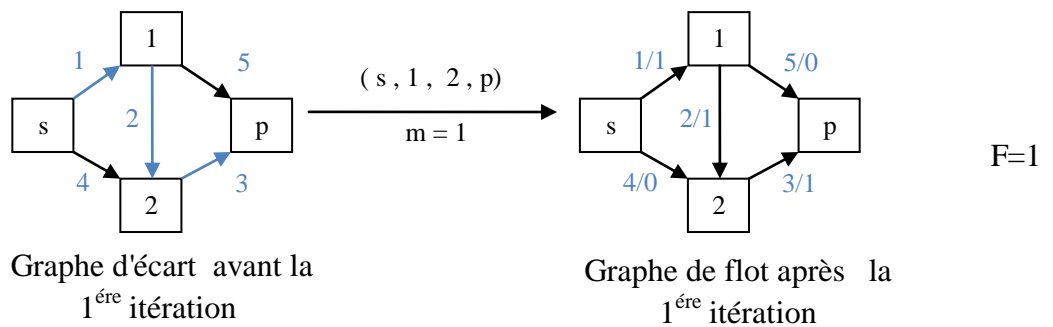 1
1
5
s
2
p
4
2
3
( s , 1 , 2 , p)
m = 1
1
1/1
5/0
s
2/1
p
4/0
2
3/1
F=1
Graphe d'écart avant la
1ére itération
Graphe de flot après la
1ére itération